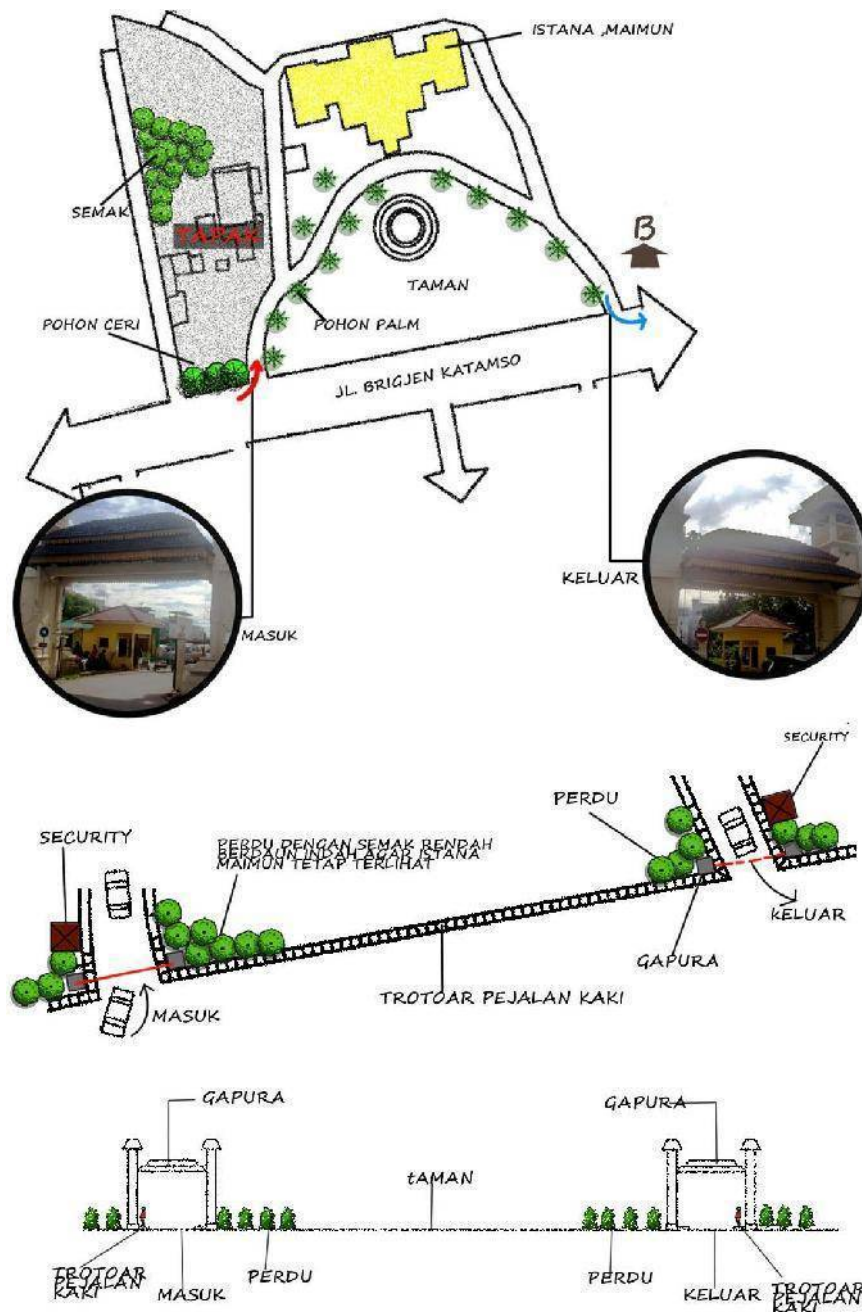 ISTANA ,MAIMUN
SEMAK
TAPAK
B
TAMAN
POHON CERI
POHON PALM
JL. BRIGJEN KATAMSO
KELUAR
MASUK
SECURITY
PERDU
SECURITY
PERDU DENGAN SEMAK RENDAH
BERDAUN INDAH AGAR ISTANA
MAIMUN TETAP TERLIHAT
KELUAR
GAPURA
TROTOAR PEJALAN KAKI
MASUK
GAPURA
GAPURA
tAMAN
TROTOAR
PEJALAN
KAKI
MASUK
PERDU
PERDU
KELUAR
TROTOAR
PEJALAN
KAKI